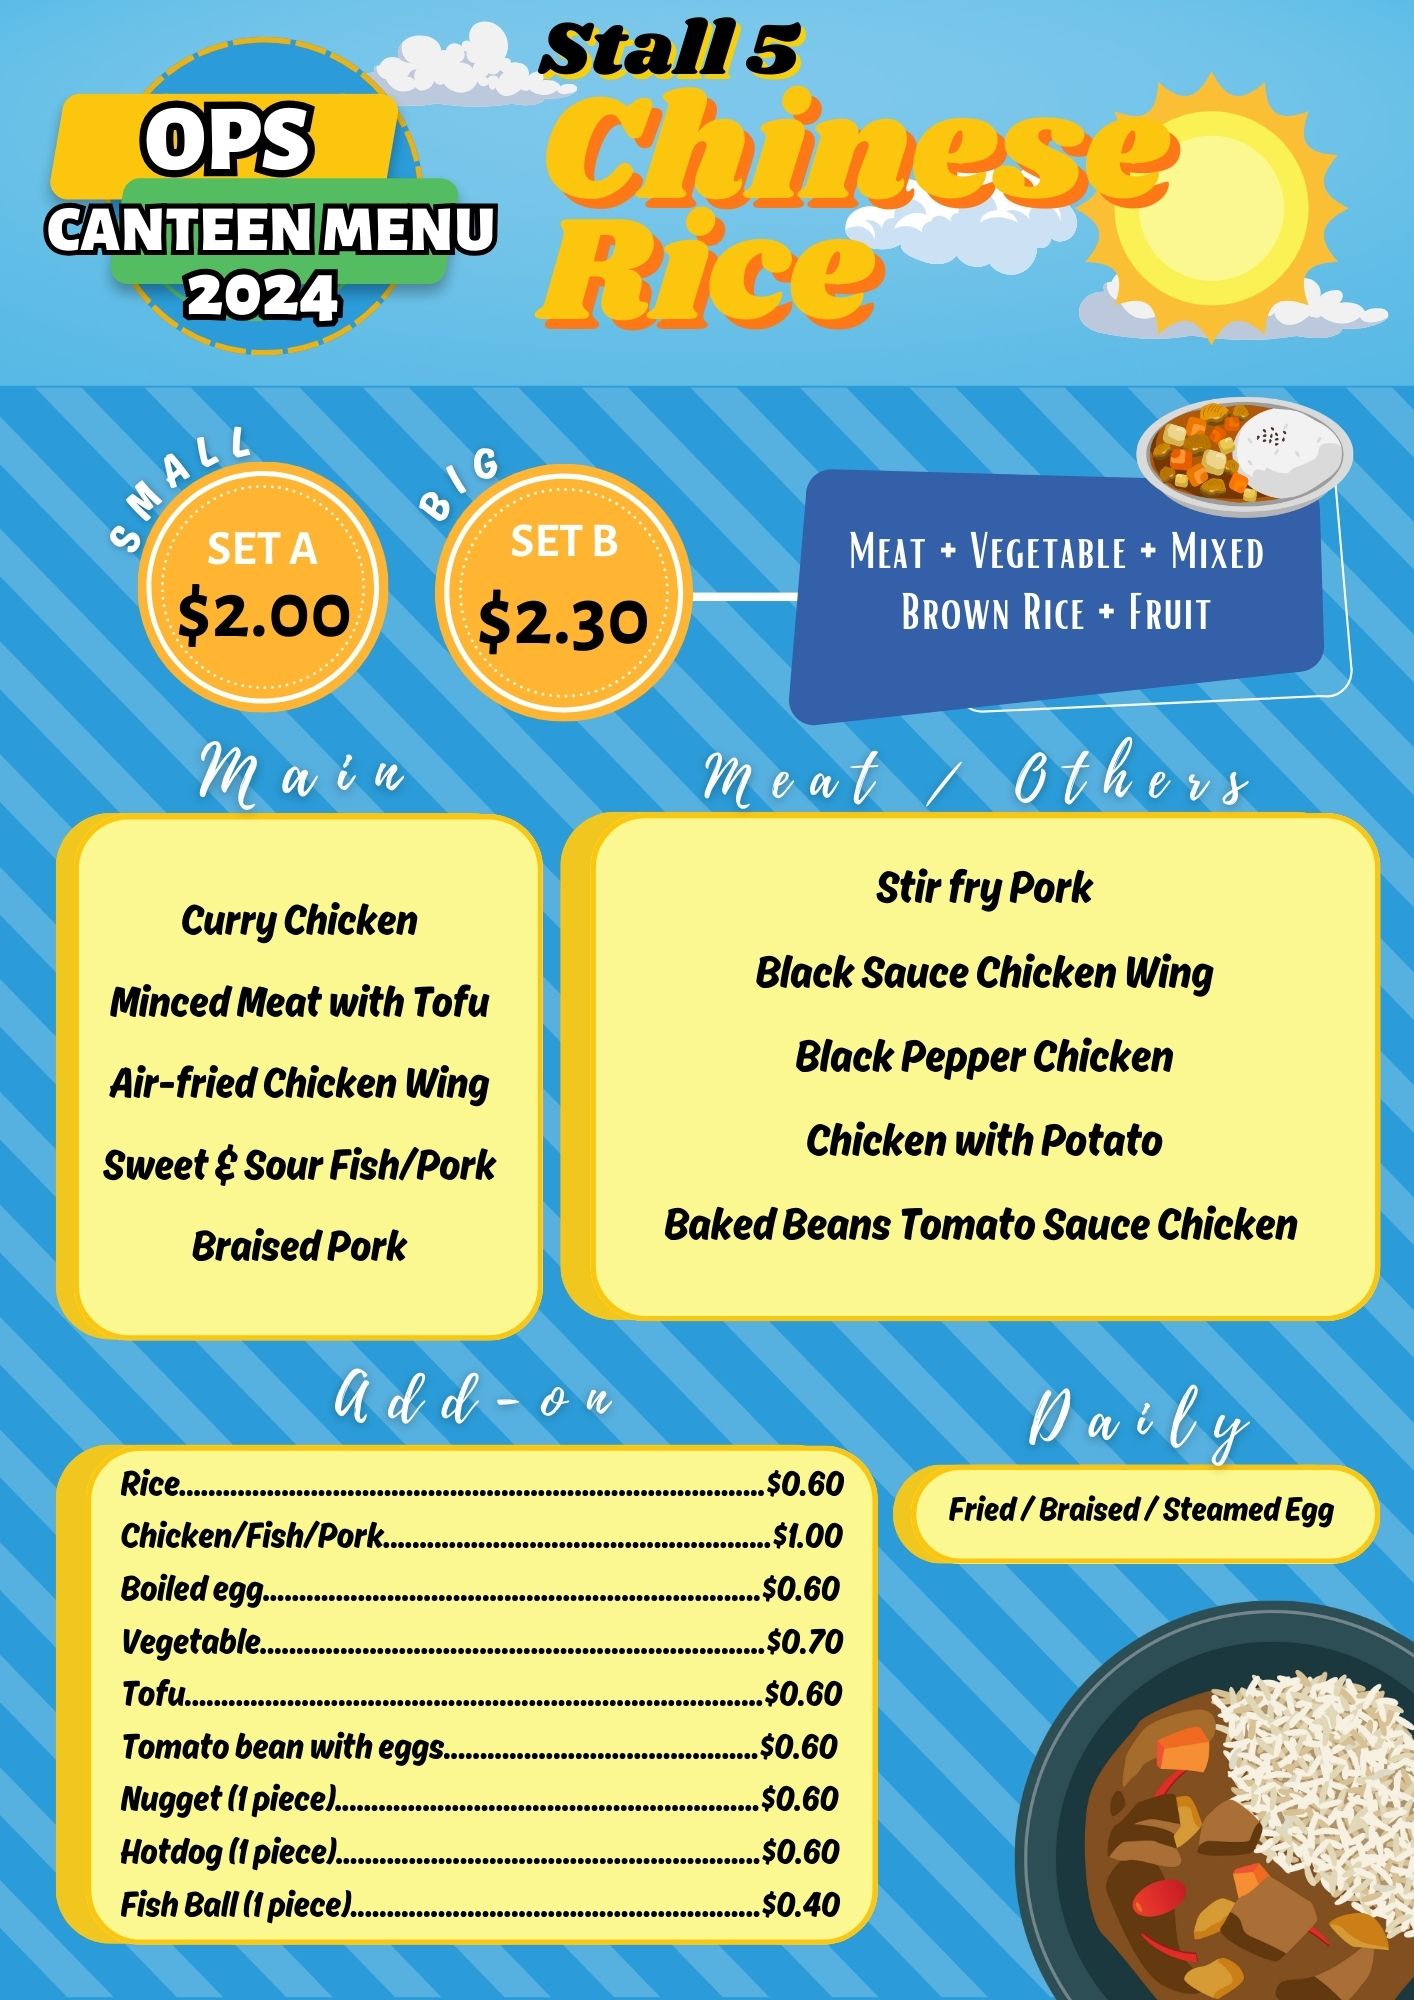 Stall 5
Chinese
Rice
OPS
CANTEEN MENU
2024
SMALL
SET A
$2.00
BIG
SET B
$2.30
Meat + Vegetable + Mixed
Brown Rice + Fruit
Main
Curry Chicken
Minced Meat with Tofu
Air-fried Chicken Wing
Sweet & Sour Fish/Pork
Braised Pork
Meat / Others
Stir fry Pork
Black Sauce Chicken Wing
Black Pepper Chicken
Chicken with Potato
Baked Beans Tomato Sauce Chicken
Add-on
Rice....................$0.60
Chicken/Fish/Pork....................$1.00
Boiled egg....................$0.60
Vegetable....................$0.70
Tofu....................$0.60
Tomato bean with eggs....................$0.60
Nugget (1 piece)....................$0.60
Hotdog (1 piece)....................$0.60
Fish Ball (1 piece)....................$0.40
Daily
Fried / Braised / Steamed Egg